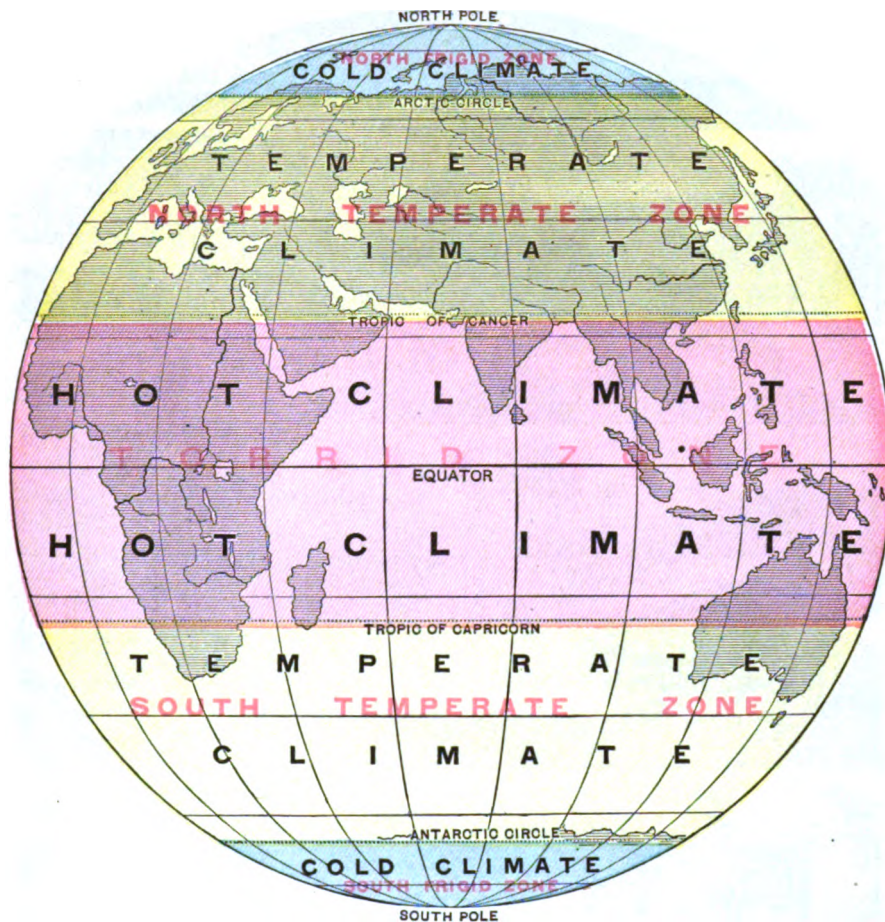 NORTH POLE
NORTH FRIGID ZONE
COLD CLIMATE
ARCTIC CIRCLE
TEMPERATE
NORTH TEMPERATE ZONE
CLIMATE
TROPIC OF CANCER
HOT CLIMATE
TORRID ZONE
EQUATOR
HOT CLIMATE
TROPIC OF CAPRICORN
TEMPERATE
SOUTH TEMPERATE ZONE
CLIMATE
ANTARCTIC CIRCLE
COLD CLIMATE
SOUTH FRIGID ZONE
SOUTH POLE